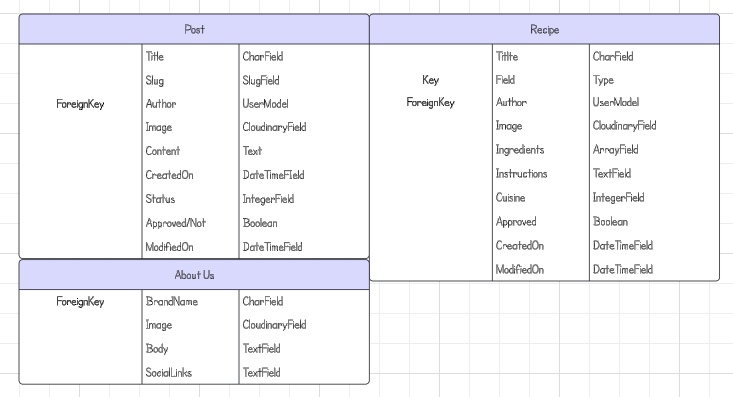 Post
Title CharField
Slug SlugField
ForeignKey Author UserModel
Image CloudinaryField
Content Text
CreatedOn DateTimeFIeld
Status IntegerField
Approved/Not Boolean
ModifiedOn DateTimeField
Recipe
Titlte CharField
Key Field Type
ForeignKey Author UserModel
Image CloudinaryField
Ingredients ArrayField
Instructions TextField
Cuisine IntegerField
Approved Boolean
CreatedOn DateTimeField
ModifiedOn DateTimeField
About Us
ForeignKey BrandName CharField
Image CloudinaryField
Body TextField
SocialLinks TextField